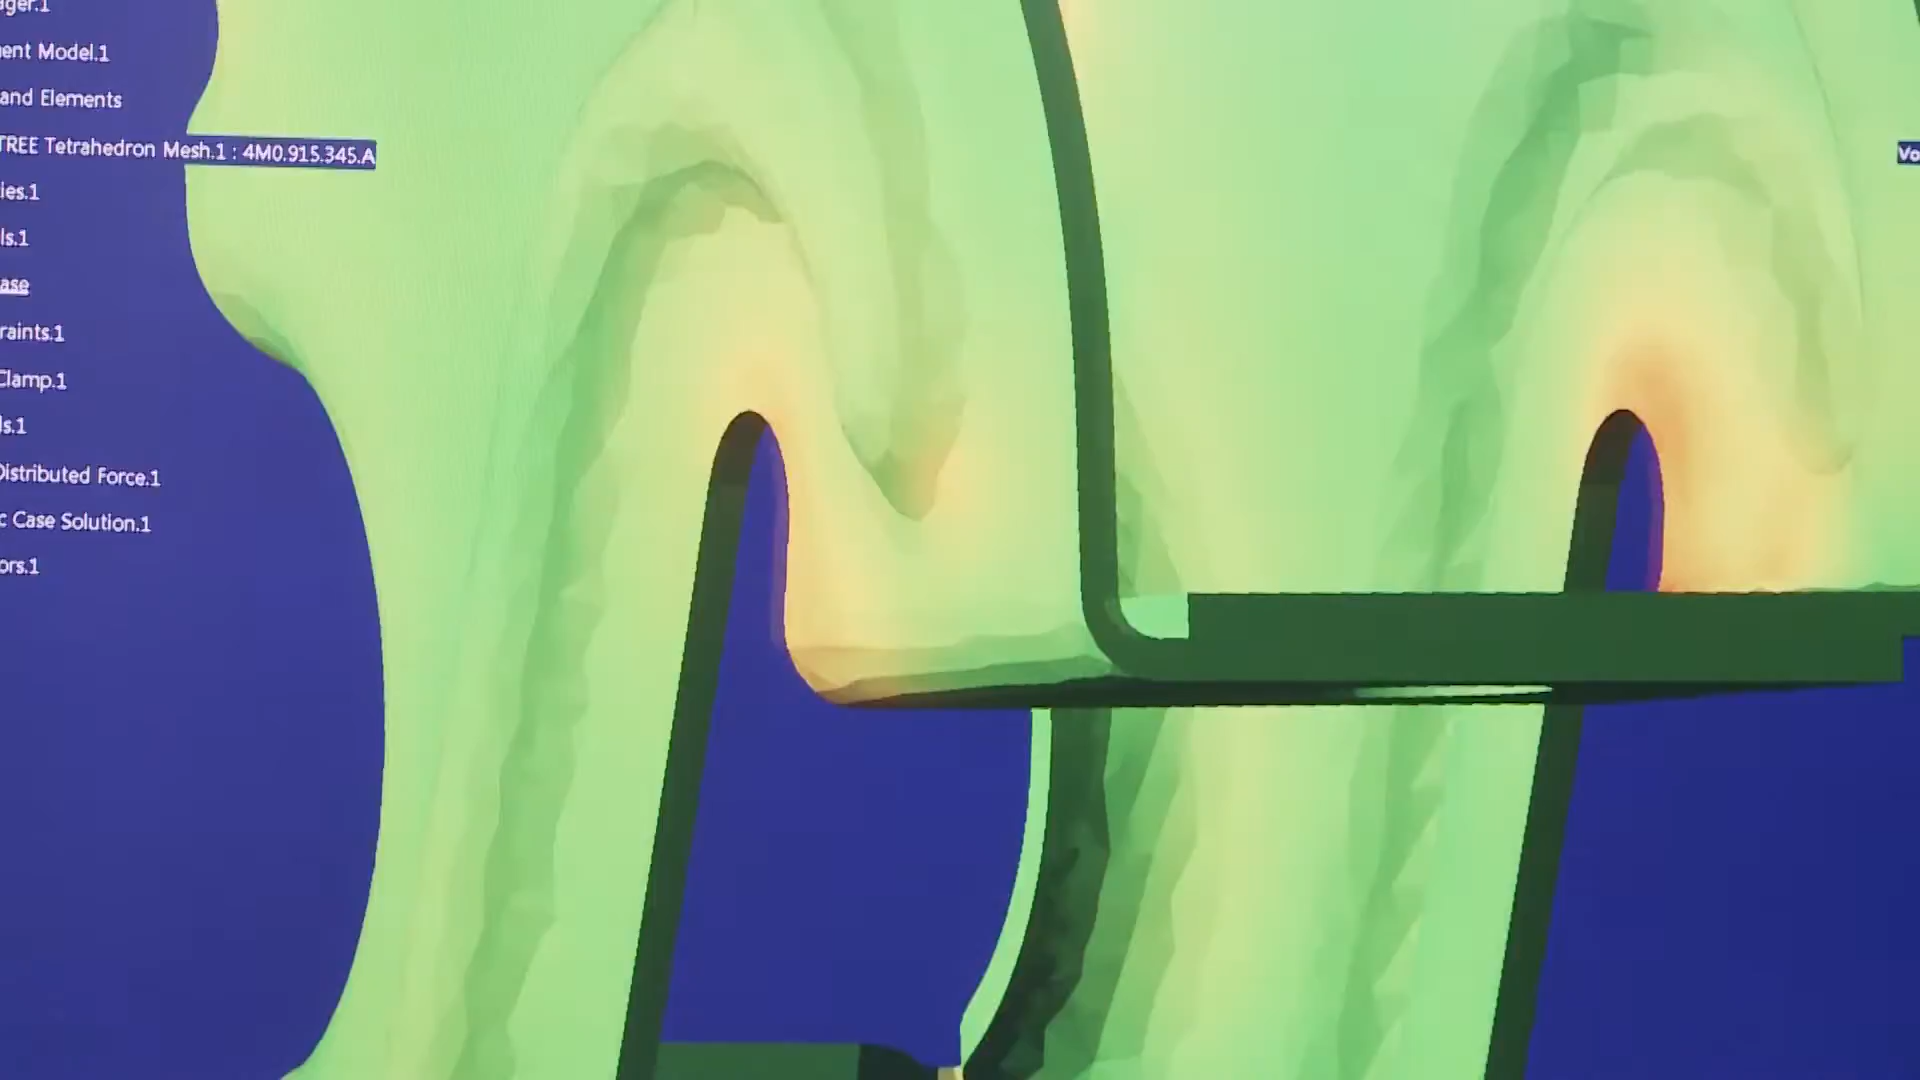 ager.1
ent Model.1
and Elements
TREE Tetrahedron Mesh.1 : 4M0.915.345.A
ies.1
ls.1
ase
raints.1
Clamp.1
ls.1
Distributed Force.1
c Case Solution.1
ors.1
Vo